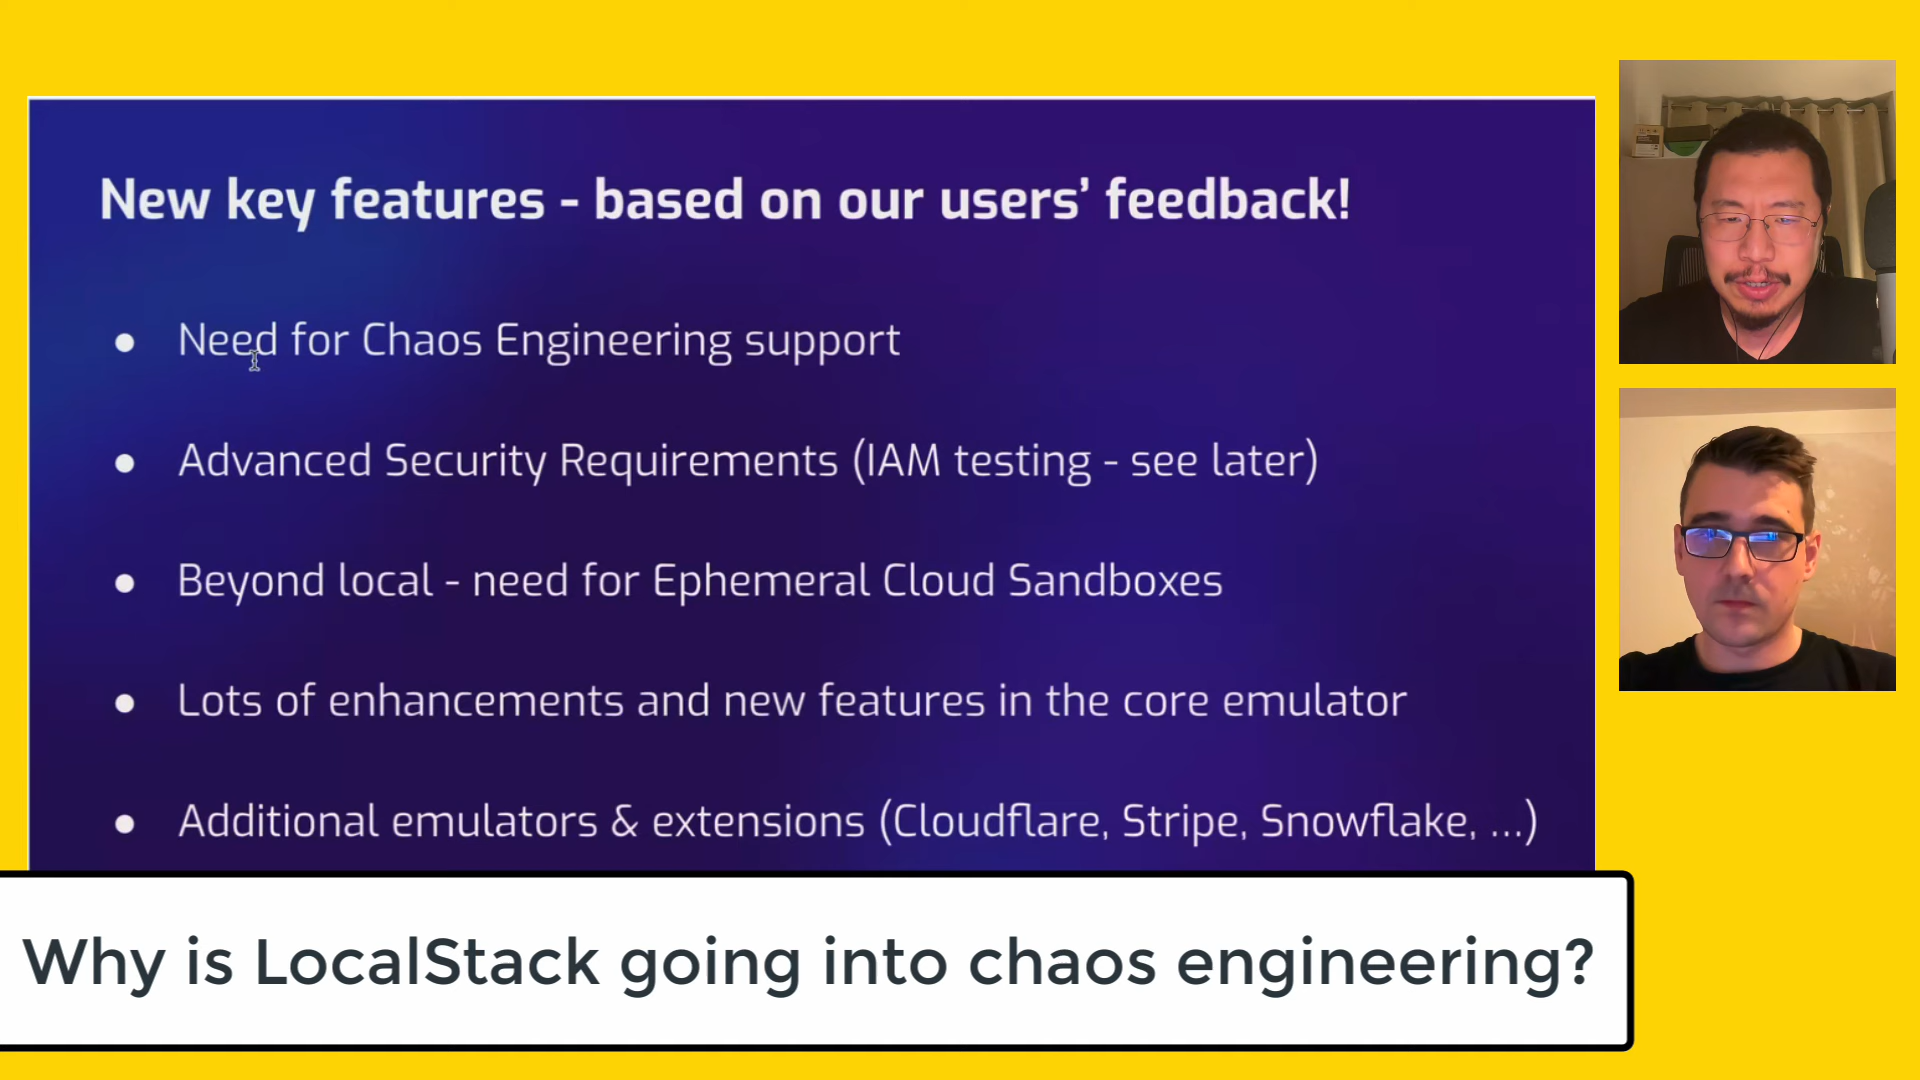 New key features - based on our users’ feedback!
● Need for Chaos Engineering support
● Advanced Security Requirements (IAM testing - see later)
● Beyond local - need for Ephemeral Cloud Sandboxes
● Lots of enhancements and new features in the core emulator
● Additional emulators & extensions (Cloudflare, Stripe, Snowflake, ...)
Why is LocalStack going into chaos engineering?